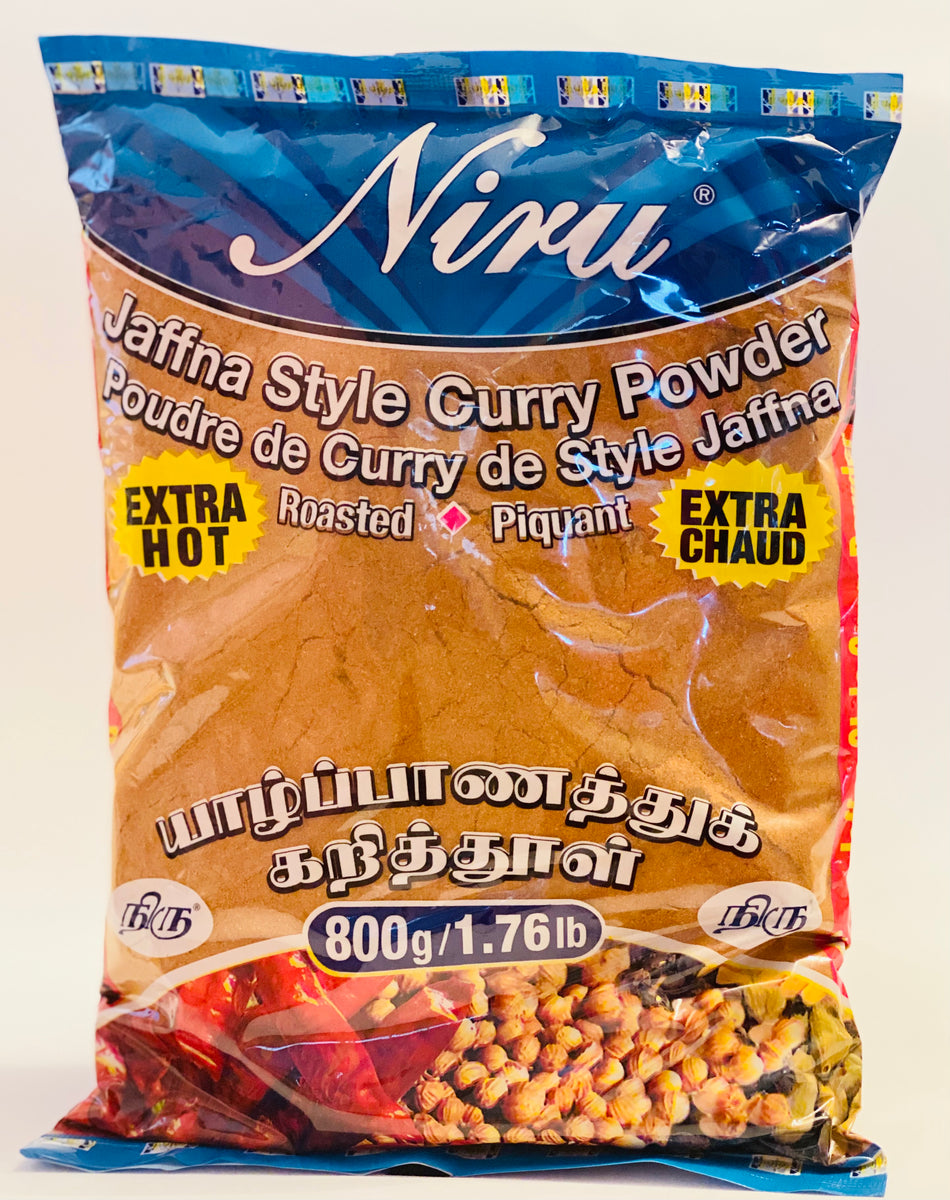 Niru®
Jaffna Style Curry Powder
Poudre de Curry de Style Jaffna
EXTRA HOT
Roasted
Piquant
EXTRA CHAUD
யாழ்ப்பாணத்துக்
கறித்தூள்
நிரு®
800g/1.76lb
நிரு